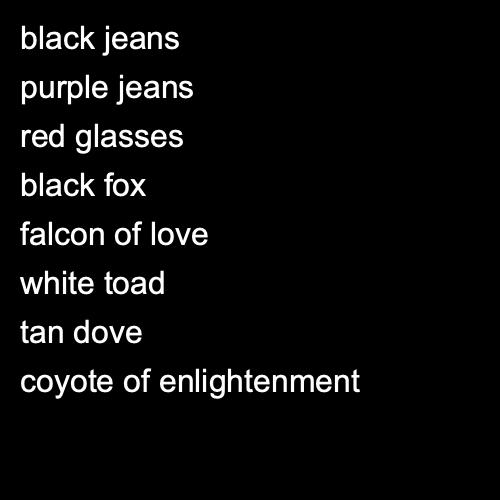 black jeans
purple jeans
red glasses
black fox
falcon of love
white toad
tan dove
coyote of enlightenment